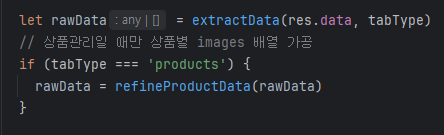 let rawData : any | [] = extractData(res.data, tabType)
// 상품관리일 때만 상품별 images 배열 가공
if (tabType === 'products') {
rawData = refineProductData(rawData)
}